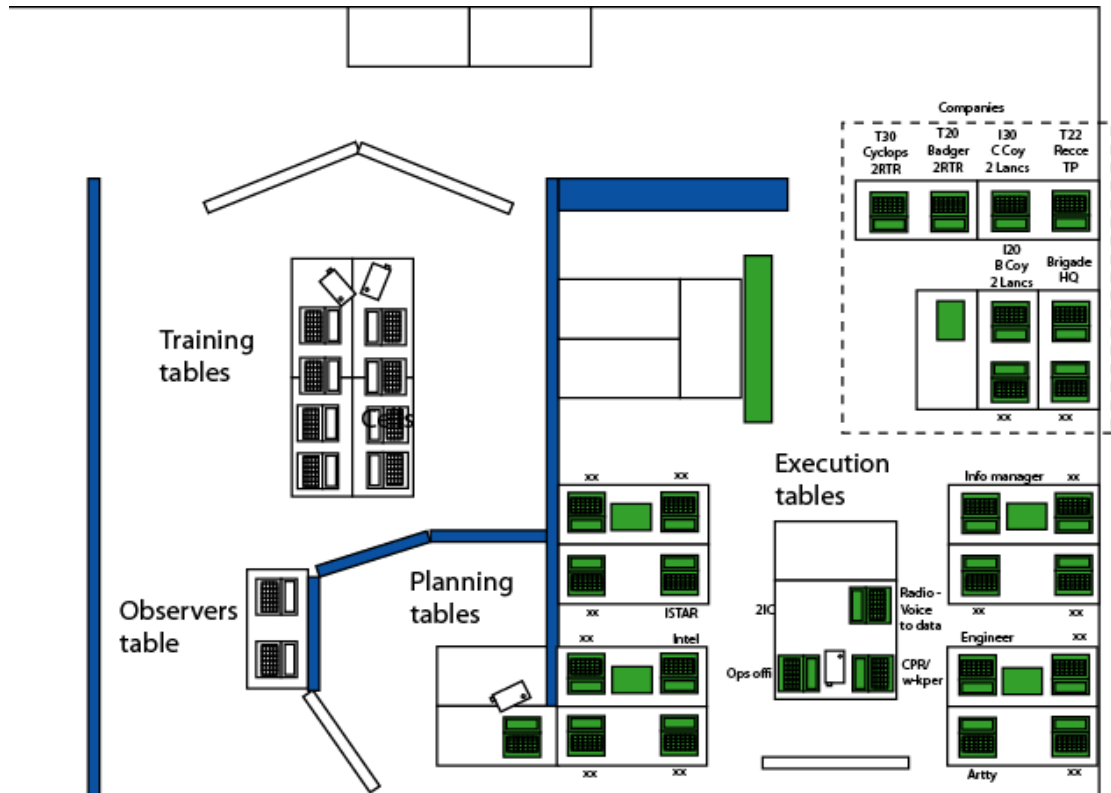 Companies
T30
Cyclops
2RTR
T20
Badger
2RTR
I30
C Coy
2 Lancs
T22
Recce
TP
I20
B Coy
2 Lancs
Brigade
HQ
xx
xx
Training
tables
Cells
Execution
tables
xx
xx
Info manager
xx
Observers
table
Planning
tables
xx
ISTAR
2IC
Radio -
Voice
to data
xx
xx
xx
Intel
Engineer
xx
Ops offi
CPR/
w-kper
xx
xx
Artty
xx